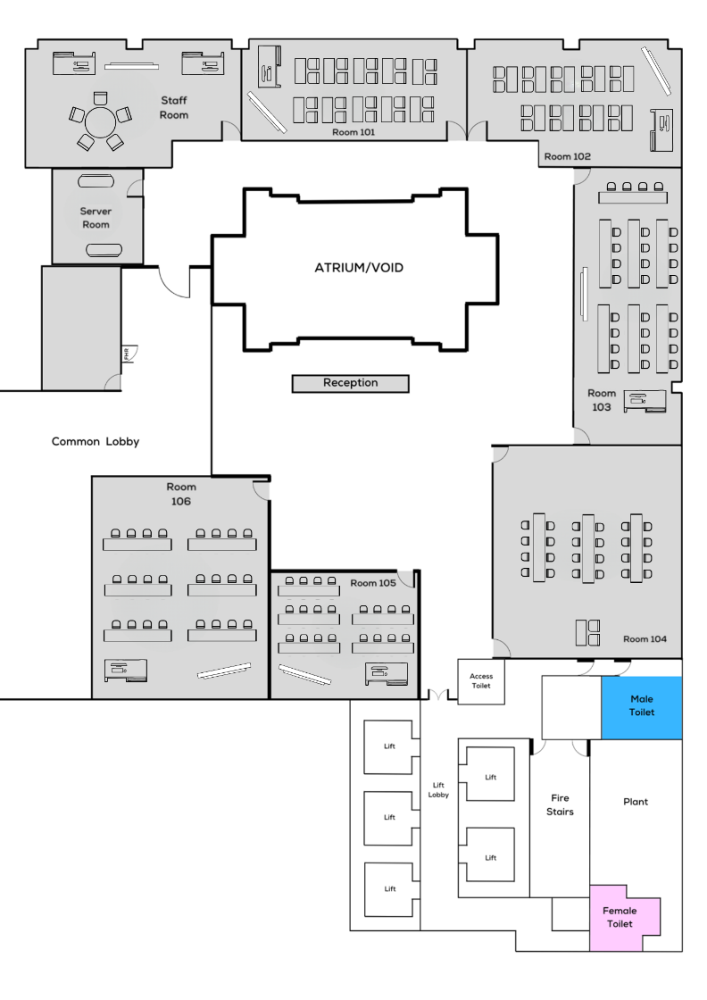 Staff
Room
Room 101
Room 102
Server
Room
ATRIUM/VOID
FHR
Reception
Room
103
Common Lobby
Room
106
Room 105
Room 104
Access
Toilet
Male
Toilet
Lift
Lift
Lift
Lobby
Fire
Stairs
Plant
Lift
Lift
Lift
Female
Toilet